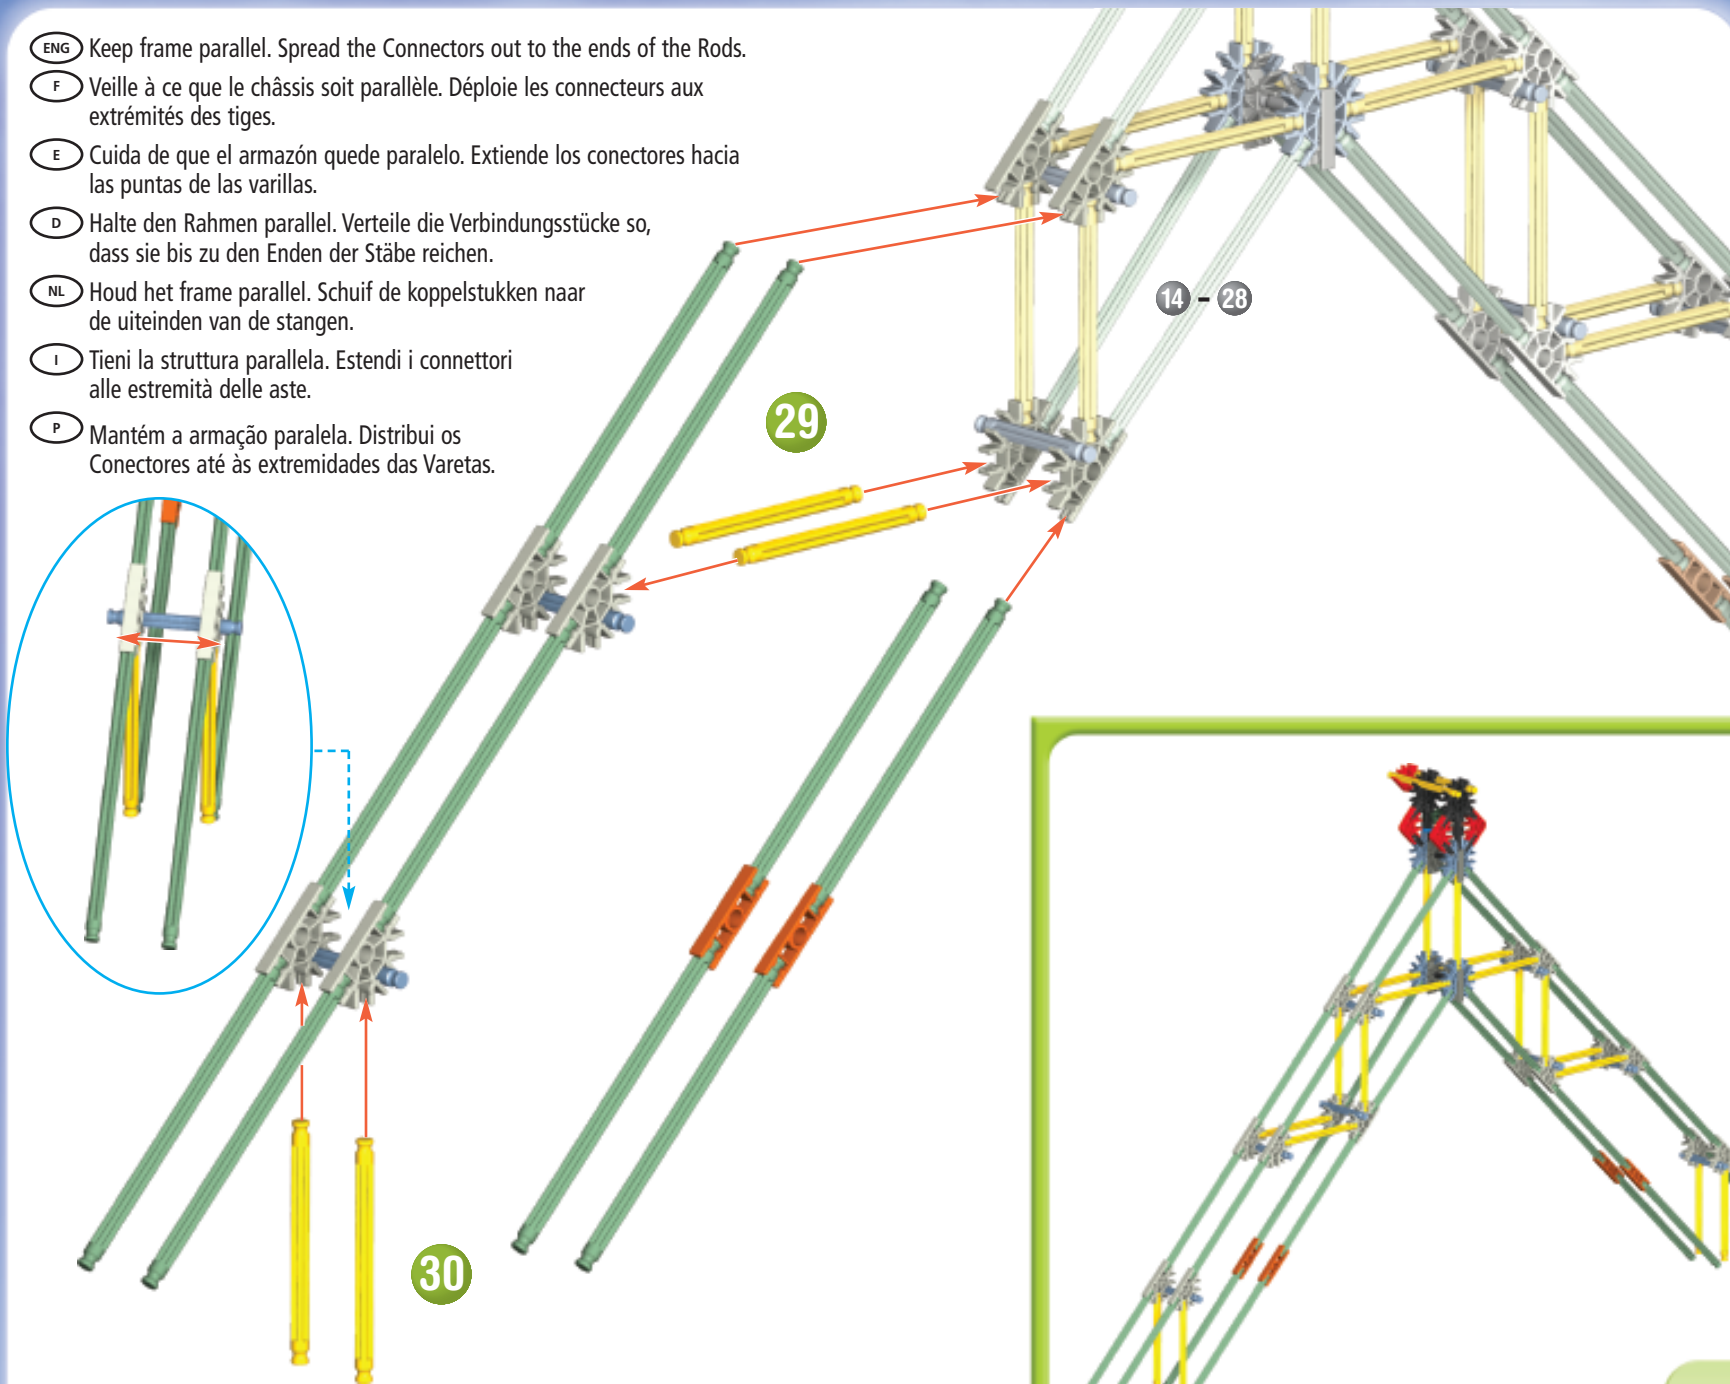 ENG Keep frame parallel. Spread the Connectors out to the ends of the Rods.
F Veille à ce que le châssis soit parallèle. Déploie les connecteurs aux
extrémités des tiges.
E Cuida de que el armazón quede paralelo. Extiende los conectores hacia
las puntas de las varillas.
D Halte den Rahmen parallel. Verteile die Verbindungsstücke so,
dass sie bis zu den Enden der Stäbe reichen.
NL Houd het frame parallel. Schuif de koppelstukken naar
de uiteinden van de stangen.
I Tieni la struttura parallela. Estendi i connettori
alle estremità delle aste.
P Mantém a armação paralela. Distribui os
Conectores até às extremidades das Varetas.
14 - 28
29
30